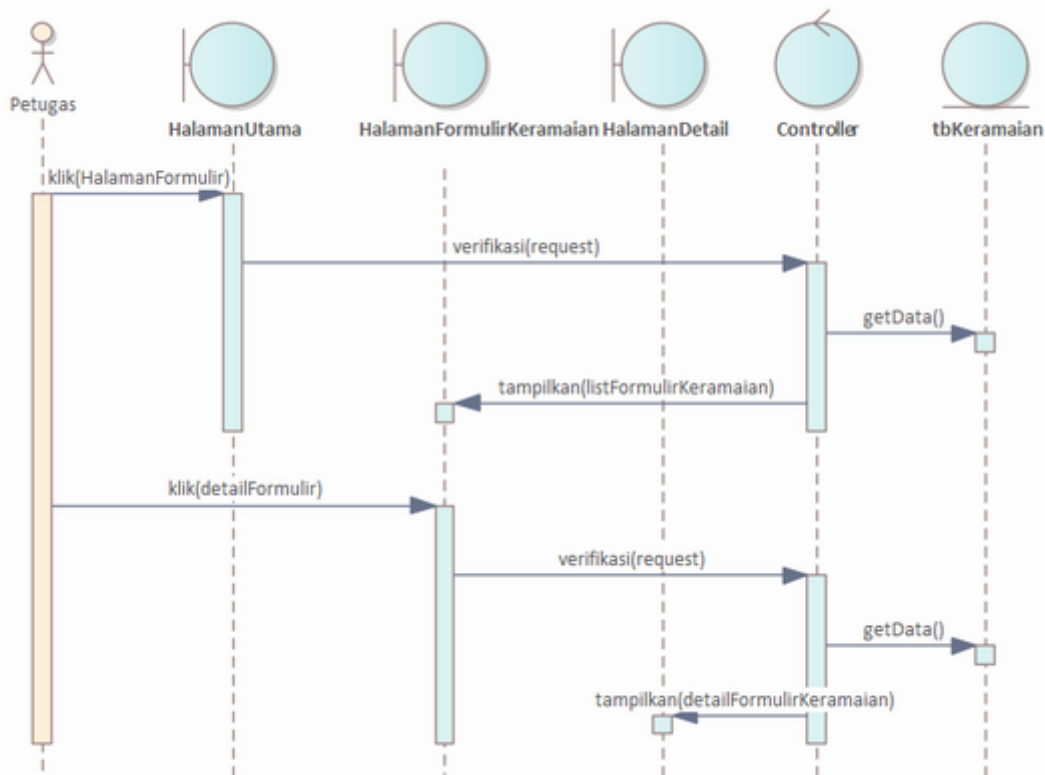 Petugas
HalamanUtama
HalamanFormulirKeramaian
HalamanDetail
Controller
tbKeramaian
klik(HalamanFormulir)
verifikasi(request)
getData()
tampilkan(listFormulirKeramaian)
klik(detailFormulir)
verifikasi(request)
getData()
tampilkan(detailFormulirKeramaian)